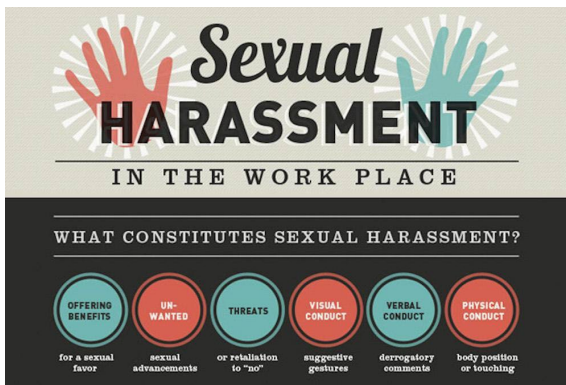 Sexual
HARASSMENT
IN THE WORK PLACE
WHAT CONSTITUTES SEXUAL HARASSMENT?
OFFERING
BENEFITS
for a sexual
favor
UN-
WANTED
sexual
advancements
THREATS
or retaliation
to "no"
VISUAL
CONDUCT
suggestive
gestures
VERBAL
CONDUCT
derrogatory
comments
PHYSICAL
CONDUCT
body position
or touching